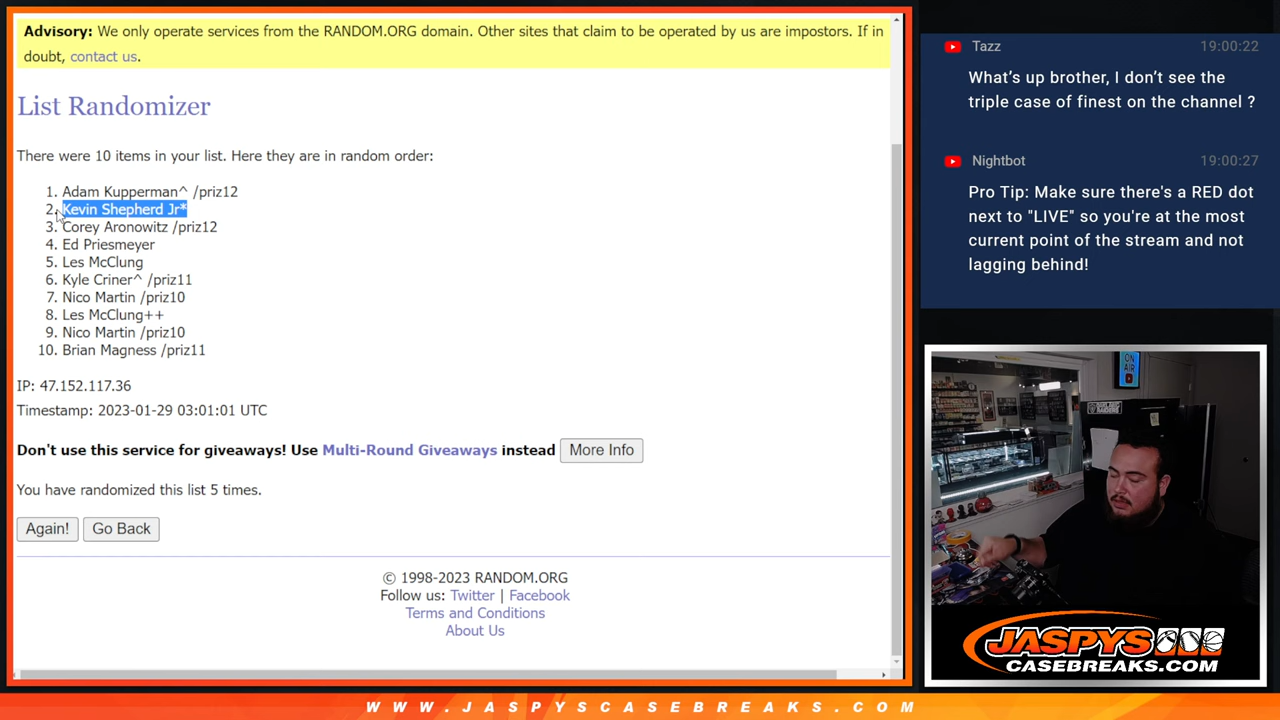 Advisory: We only operate services from the RANDOM.ORG domain. Other sites that claim to be operated by us are impostors. If in
doubt, contact us.
List Randomizer
There were 10 items in your list. Here they are in random order:
1. Adam Kupperman^ /priz12
2. Kevin Shepherd Jr*
3. Corey Aronowitz /priz12
4. Ed Priesmeyer
5. Les McClung
6. Kyle Criner^ /priz11
7. Nico Martin /priz10
8. Les McClung++
9. Nico Martin /priz10
10. Brian Magness /priz11
IP: 47.152.117.36
Timestamp: 2023-01-29 03:01:01 UTC
Don't use this service for giveaways! Use Multi-Round Giveaways instead More Info
You have randomized this list 5 times.
Again! Go Back
© 1998-2023 RANDOM.ORG
Follow us: Twitter | Facebook
Terms and Conditions
About Us
Tazz 19:00:22
What's up brother, I don't see the
triple case of finest on the channel ?
Nightbot 19:00:27
Pro Tip: Make sure there's a RED dot
next to "LIVE" so you're at the most
current point of the stream and not
lagging behind!
ON
AIR
JASPYS
CASEBREAKS.COM
WWW.JASPYSCASEBREAKS.COM